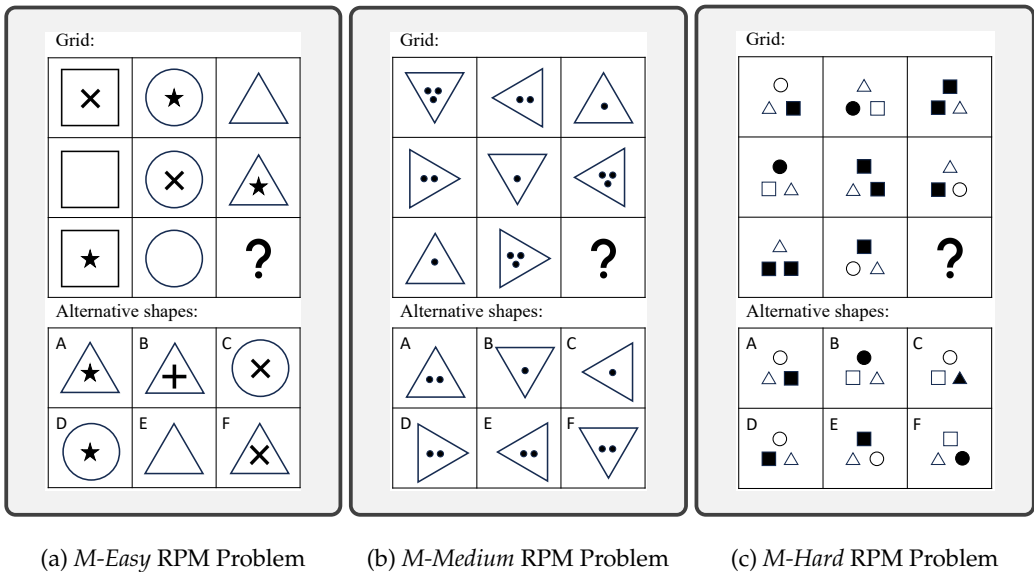 Grid:
?
Alternative shapes:
A B C
D E F
Grid:
?
Alternative shapes:
A B C
D E F
Grid:
?
Alternative shapes:
A B C
D E F
(a) M-Easy RPM Problem
(b) M-Medium RPM Problem
(c) M-Hard RPM Problem